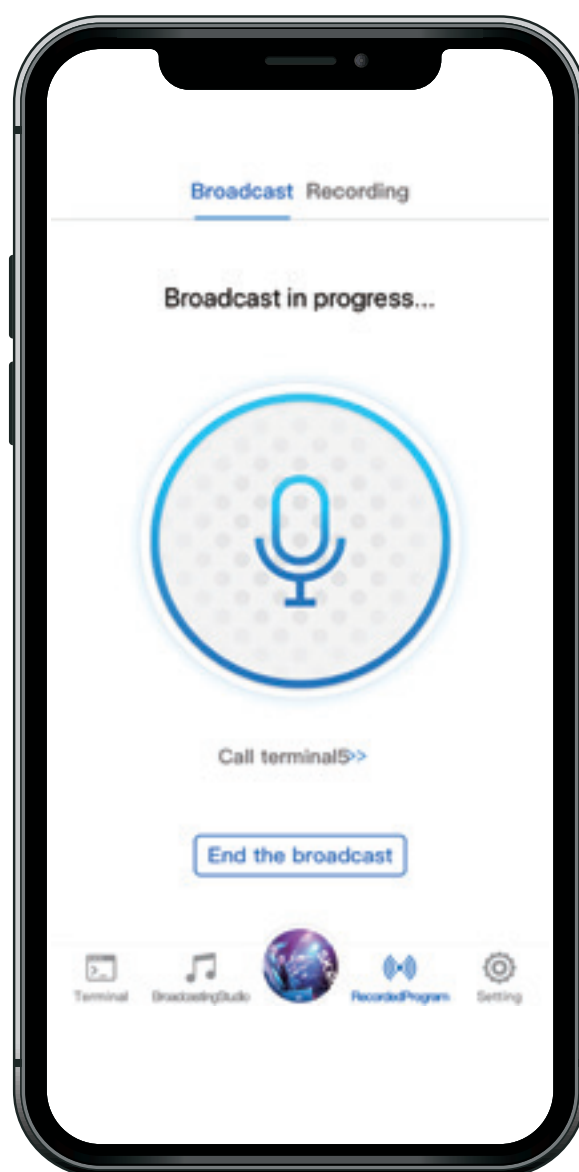 Broadcast Recording
Broadcast in progress...
Call terminal5>>
End the broadcast
Terminal BroadcastingStudio RecordedProgram Setting